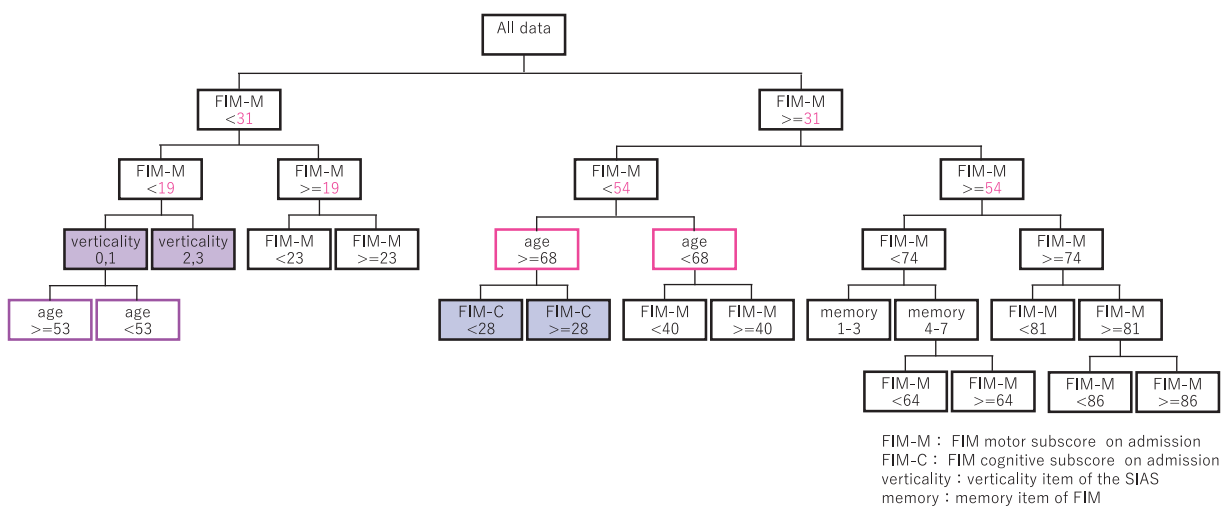 All data
FIM-M
<31
FIM-M
>=31
FIM-M
<19
FIM-M
>=19
FIM-M
<54
FIM-M
>=54
verticality
0,1
verticality
2,3
FIM-M
<23
FIM-M
>=23
age
>=68
age
<68
FIM-M
<74
FIM-M
>=74
age
>=53
age
<53
FIM-C
<28
FIM-C
>=28
FIM-M
<40
FIM-M
>=40
memory
1-3
memory
4-7
FIM-M
<81
FIM-M
>=81
FIM-M
<64
FIM-M
>=64
FIM-M
<86
FIM-M
>=86
FIM-M： FIM motor subscore on admission
FIM-C： FIM cognitive subscore on admission
verticality：verticality item of the SIAS
memory：memory item of FIM